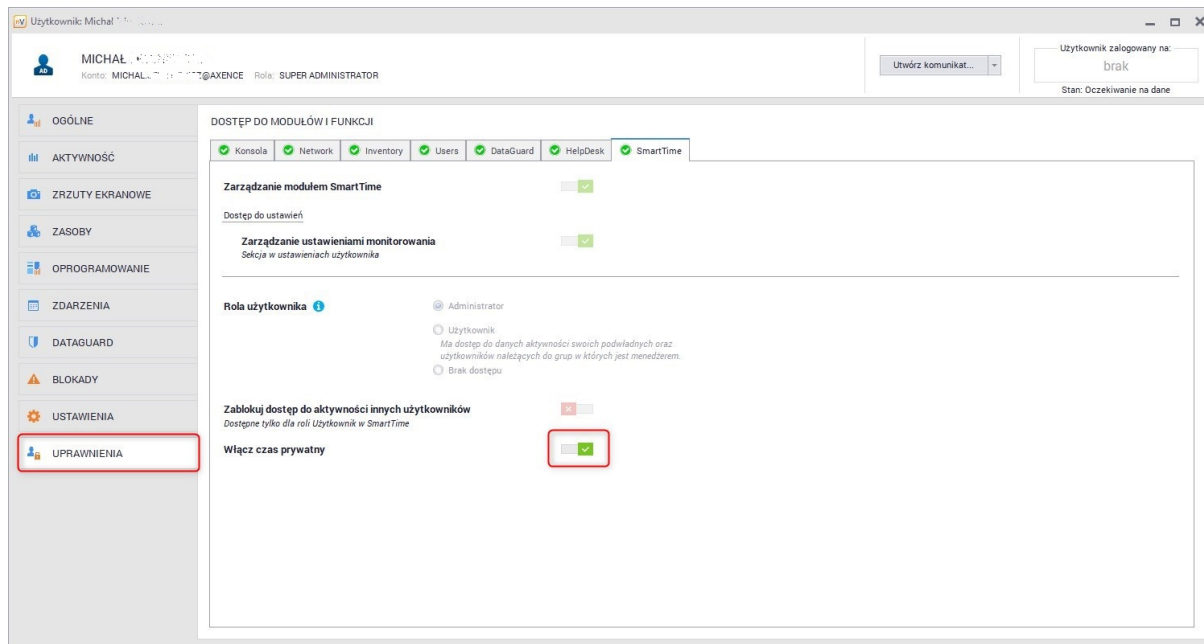 nV Użytkownik: Michał
MICHAŁ
Konto: MICHAL @AXENCE Rola: SUPER ADMINISTRATOR
AD
Utwórz komunikat...
Użytkownik zalogowany na:
brak
Stan: Oczekiwanie na dane
OGÓLNE
AKTYWNOŚĆ
ZRZUTY EKRANOWE
ZASOBY
OPROGRAMOWANIE
ZDARZENIA
DATAGUARD
BLOKADY
USTAWIENIA
UPRAWNIENIA
DOSTĘP DO MODUŁÓW I FUNKCJI
Konsola Network Inventory Users DataGuard HelpDesk SmartTime
Zarządzanie modułem SmartTime
Dostęp do ustawień
Zarządzanie ustawieniami monitorowania
Sekcja w ustawieniach użytkownika
Rola użytkownika
Administrator
Użytkownik
Ma dostęp do danych aktywności swoich podwładnych oraz
użytkowników należących do grup w których jest menedżerem.
Brak dostępu
Zablokuj dostęp do aktywności innych użytkowników
Dostępne tylko dla roli Użytkownik w SmartTime
Włącz czas prywatny